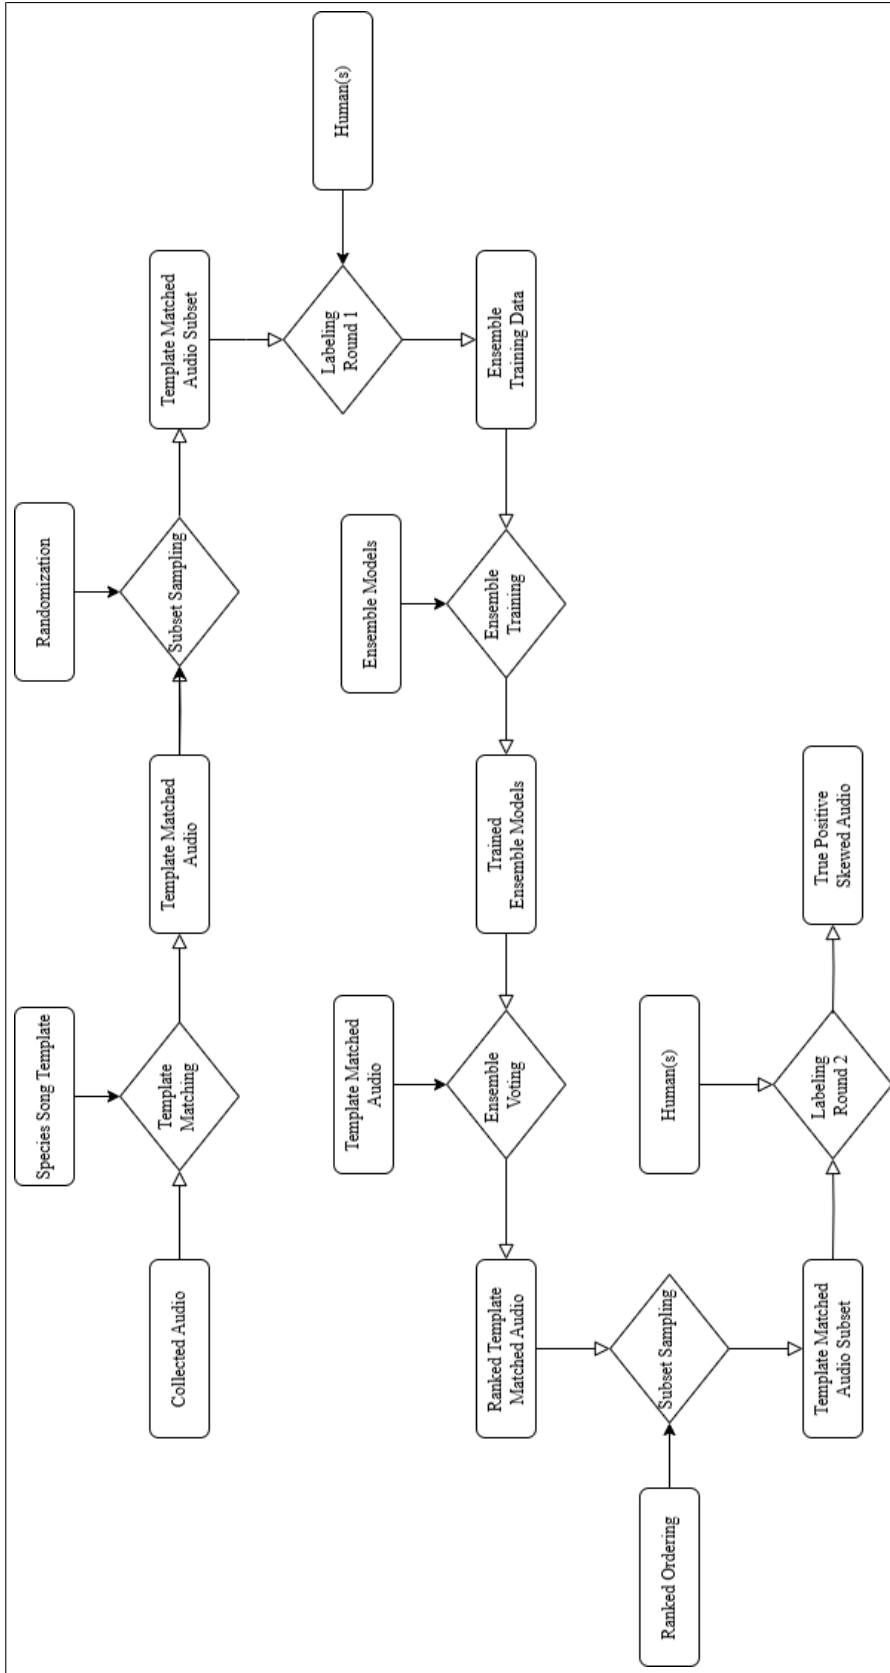 Species Song Template
Randomization
Collected Audio
Template
Matching
Template Matched
Audio
Subset Sampling
Template Matched
Audio Subset
Labeling
Round 1
Human(s)
Template Matched
Audio
Ensemble Models
Ranked Template
Matched Audio
Ensemble
Voting
Trained
Ensemble Models
Ensemble
Training
Ensemble
Training Data
Ranked Ordering
Subset Sampling
Human(s)
Template Matched
Audio Subset
Labeling
Round 2
True Positive
Skewed Audio